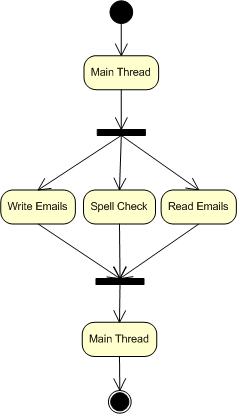 Main Thread
Write Emails
Spell Check
Read Emails
Main Thread